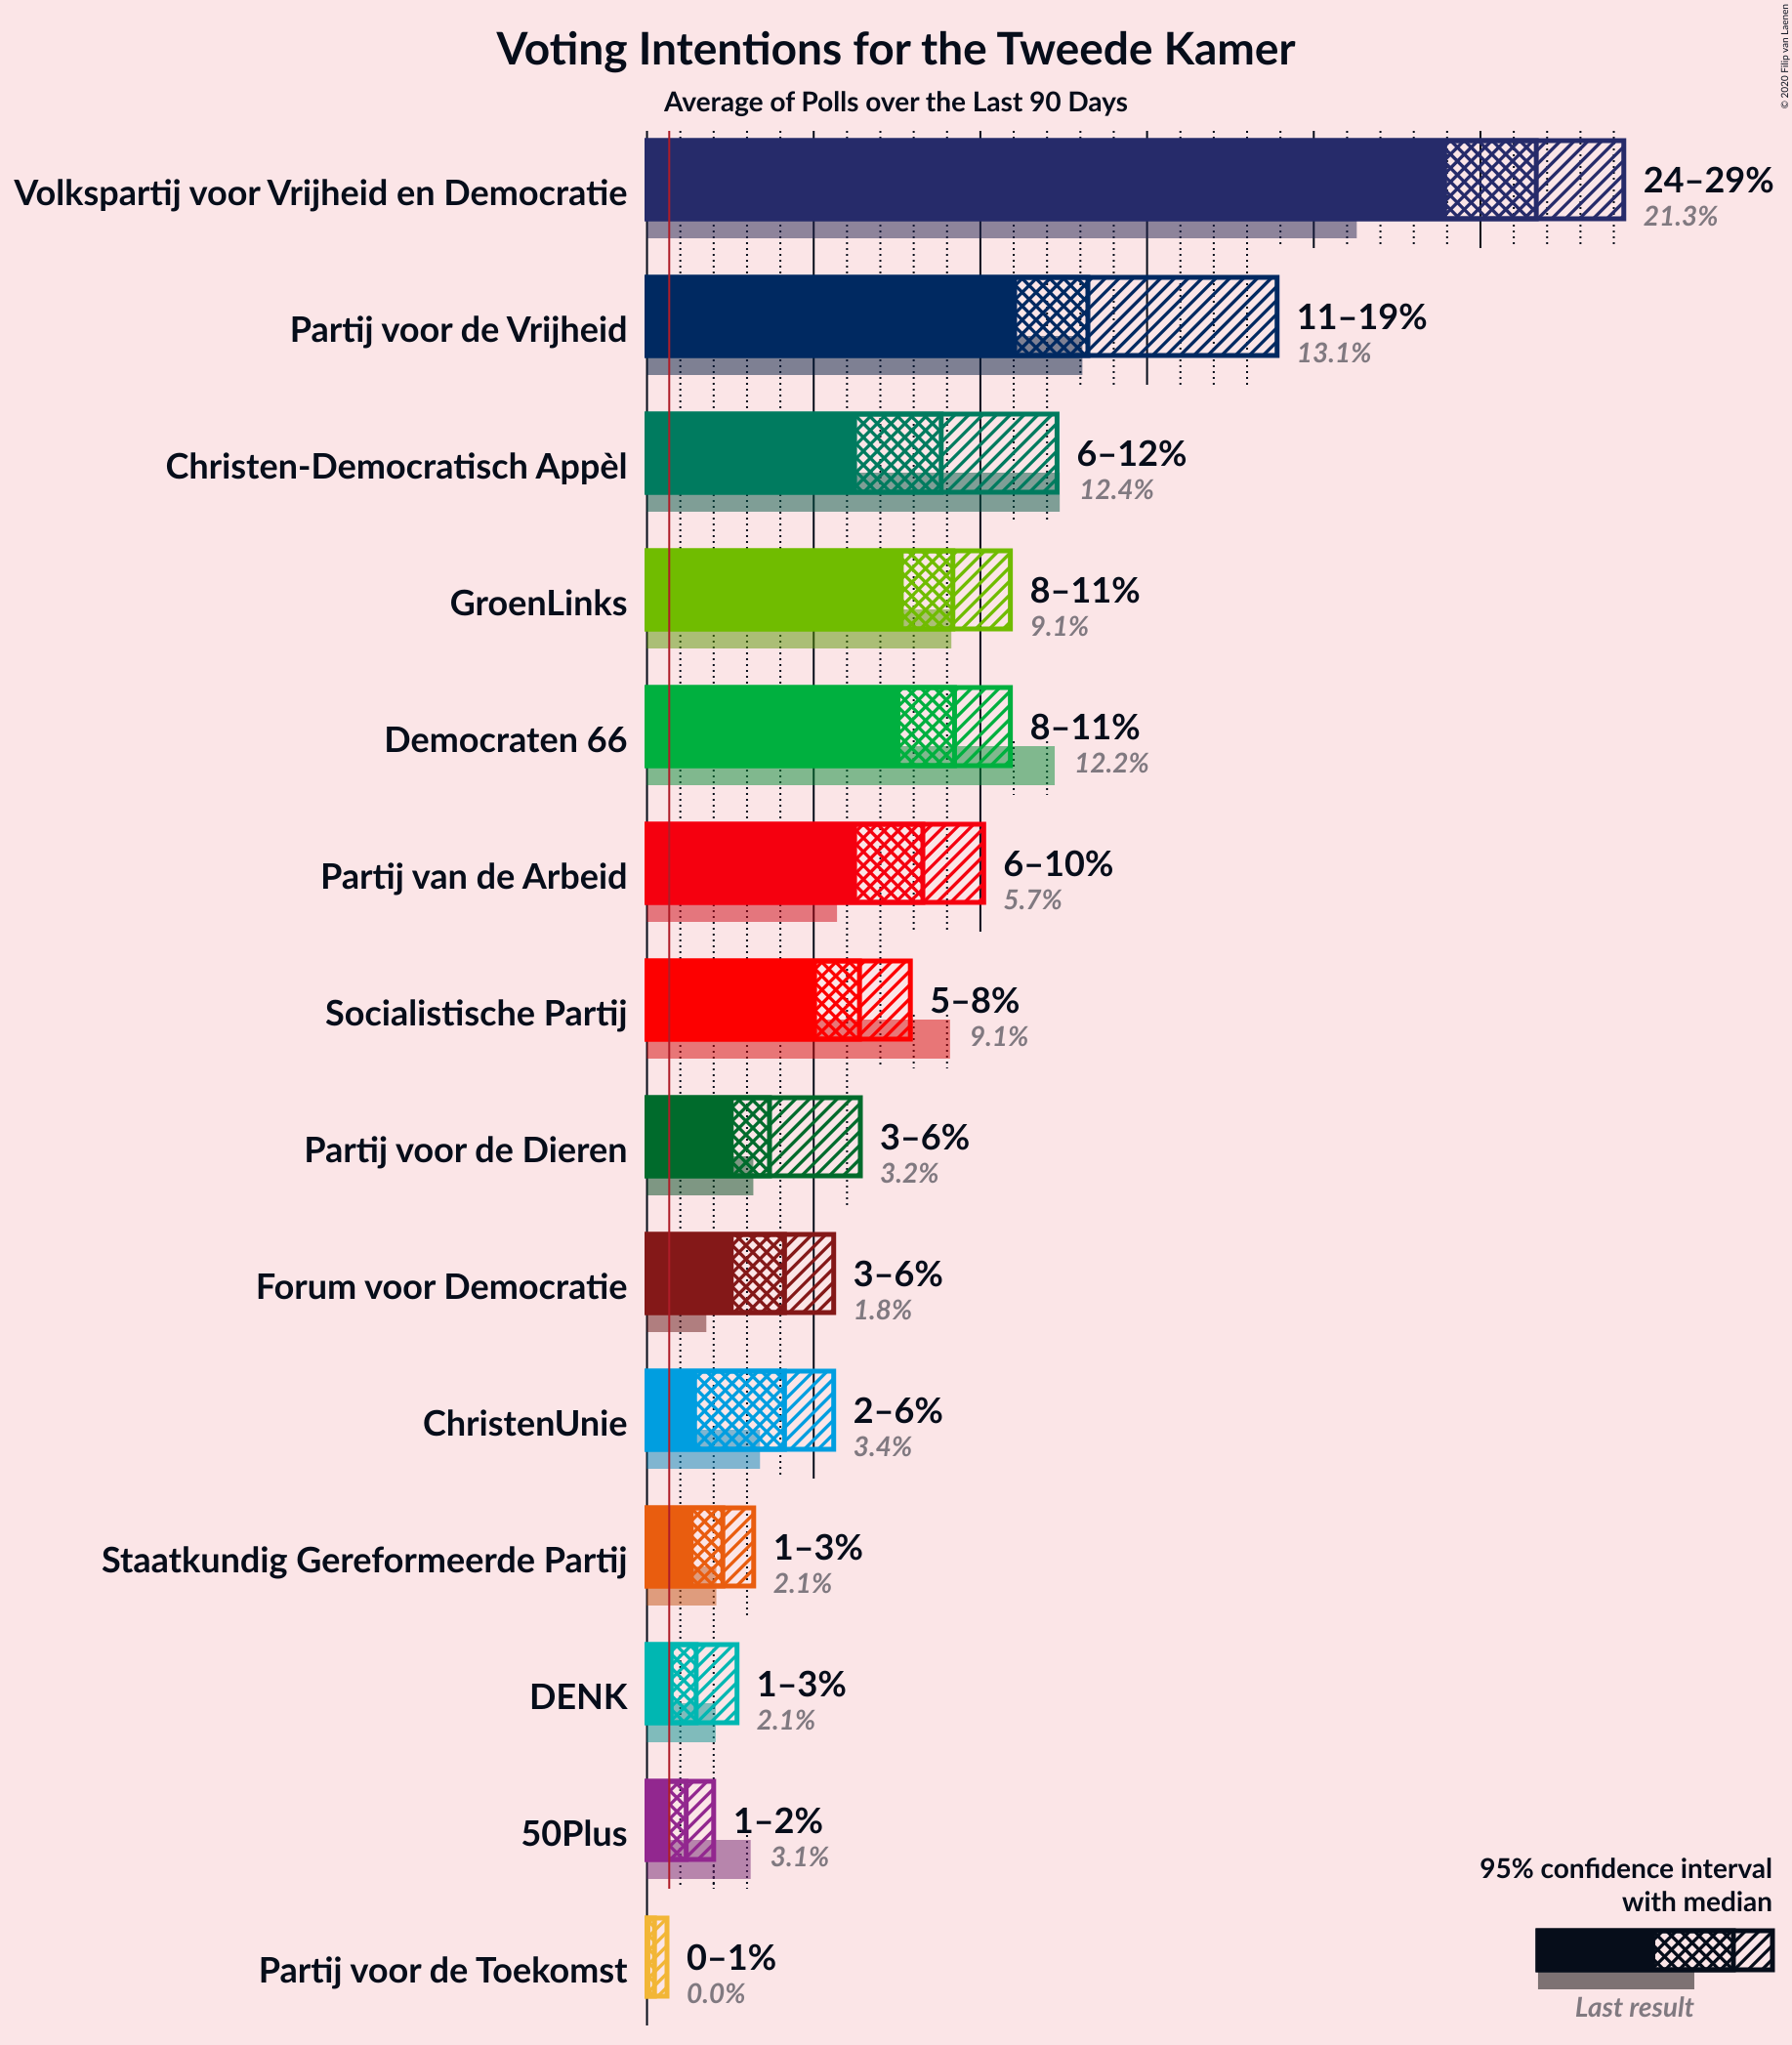 Voting Intentions for the Tweede Kamer
Average of Polls over the Last 90 Days
© 2020 Filip van Laenen
Volkspartij voor Vrijheid en Democratie
24–29%
21.3%
Partij voor de Vrijheid
11–19%
13.1%
Christen-Democratisch Appèl
6–12%
12.4%
GroenLinks
8–11%
9.1%
Democraten 66
8–11%
12.2%
Partij van de Arbeid
6–10%
5.7%
Socialistische Partij
5–8%
9.1%
Partij voor de Dieren
3–6%
3.2%
Forum voor Democratie
3–6%
1.8%
ChristenUnie
2–6%
3.4%
Staatkundig Gereformeerde Partij
1–3%
2.1%
DENK
1–3%
2.1%
50Plus
1–2%
3.1%
Partij voor de Toekomst
0–1%
0.0%
95% confidence interval
with median
Last result